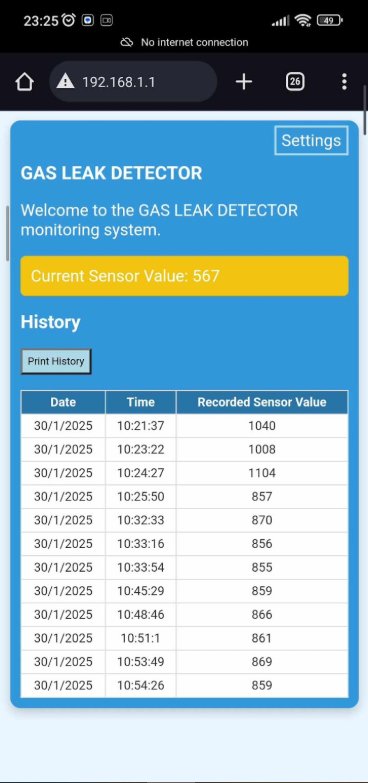 23:25
49
No internet connection
192.168.1.1
26
Settings
GAS LEAK DETECTOR
Welcome to the GAS LEAK DETECTOR
monitoring system.
Current Sensor Value: 567
History
Print History
Date Time Recorded Sensor Value
30/1/2025 10:21:37 1040
30/1/2025 10:23:22 1008
30/1/2025 10:24:27 1104
30/1/2025 10:25:50 857
30/1/2025 10:32:33 870
30/1/2025 10:33:16 856
30/1/2025 10:33:54 855
30/1/2025 10:45:29 859
30/1/2025 10:48:46 866
30/1/2025 10:51:1 861
30/1/2025 10:53:49 869
30/1/2025 10:54:26 859